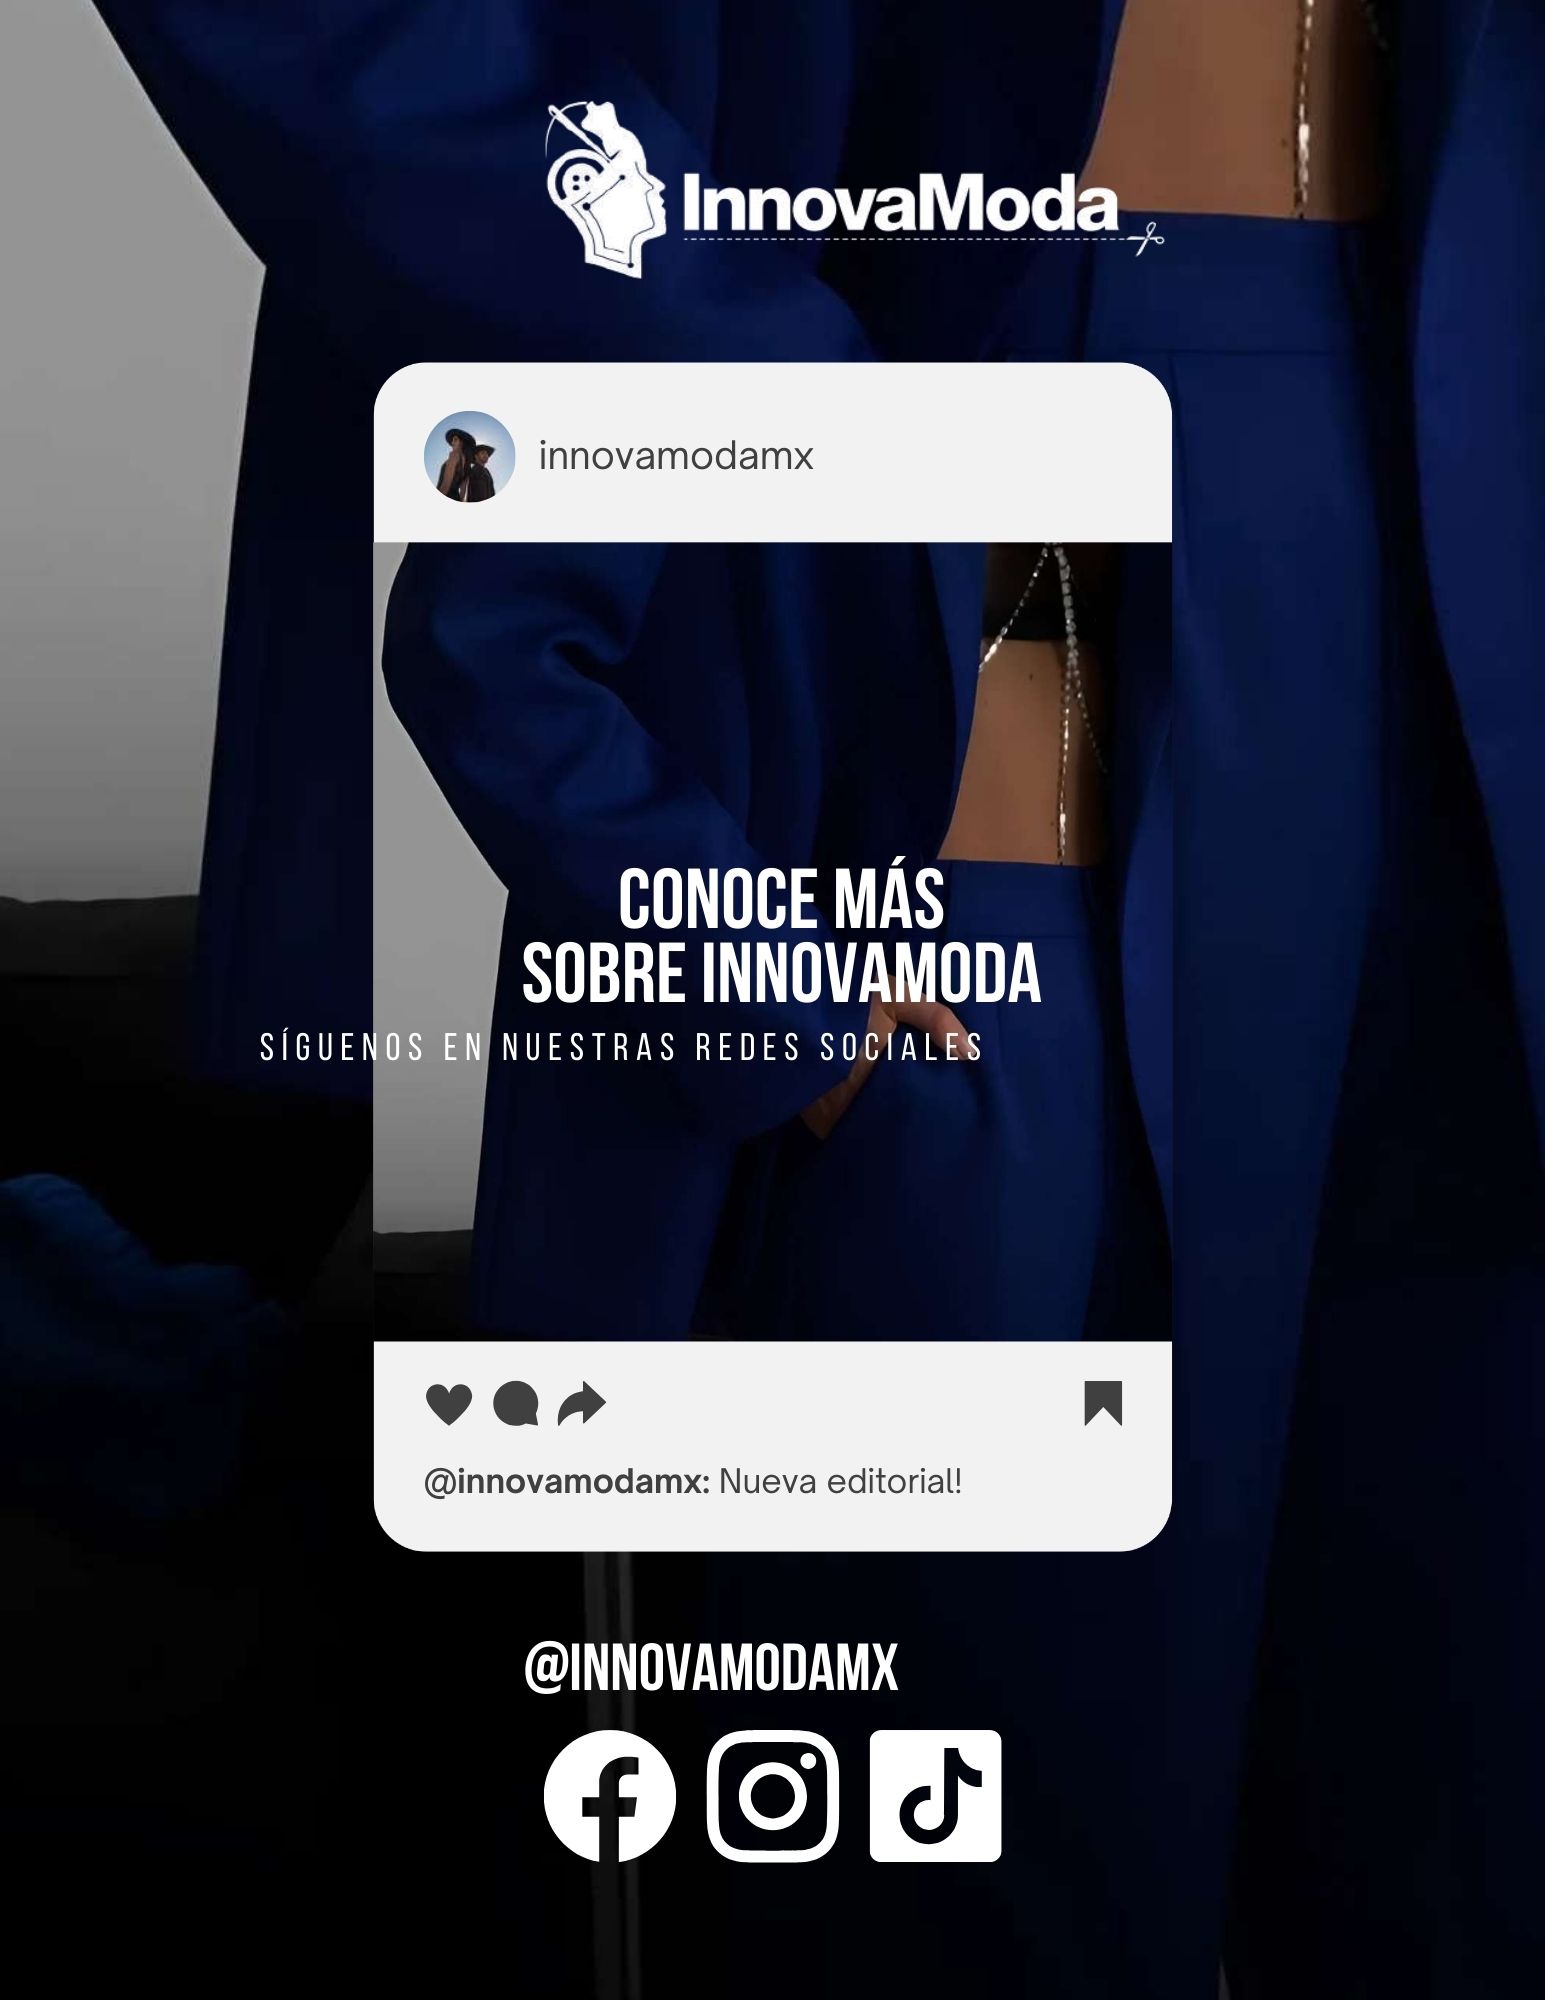 InnovaModa
innovamodamx
CONOCE MÁS
SOBRE INNOVAMODA
SÍGUENOS EN NUESTRAS REDES SOCIALES
@innovamodamx: Nueva editorial!
@INNOVAMODAMX